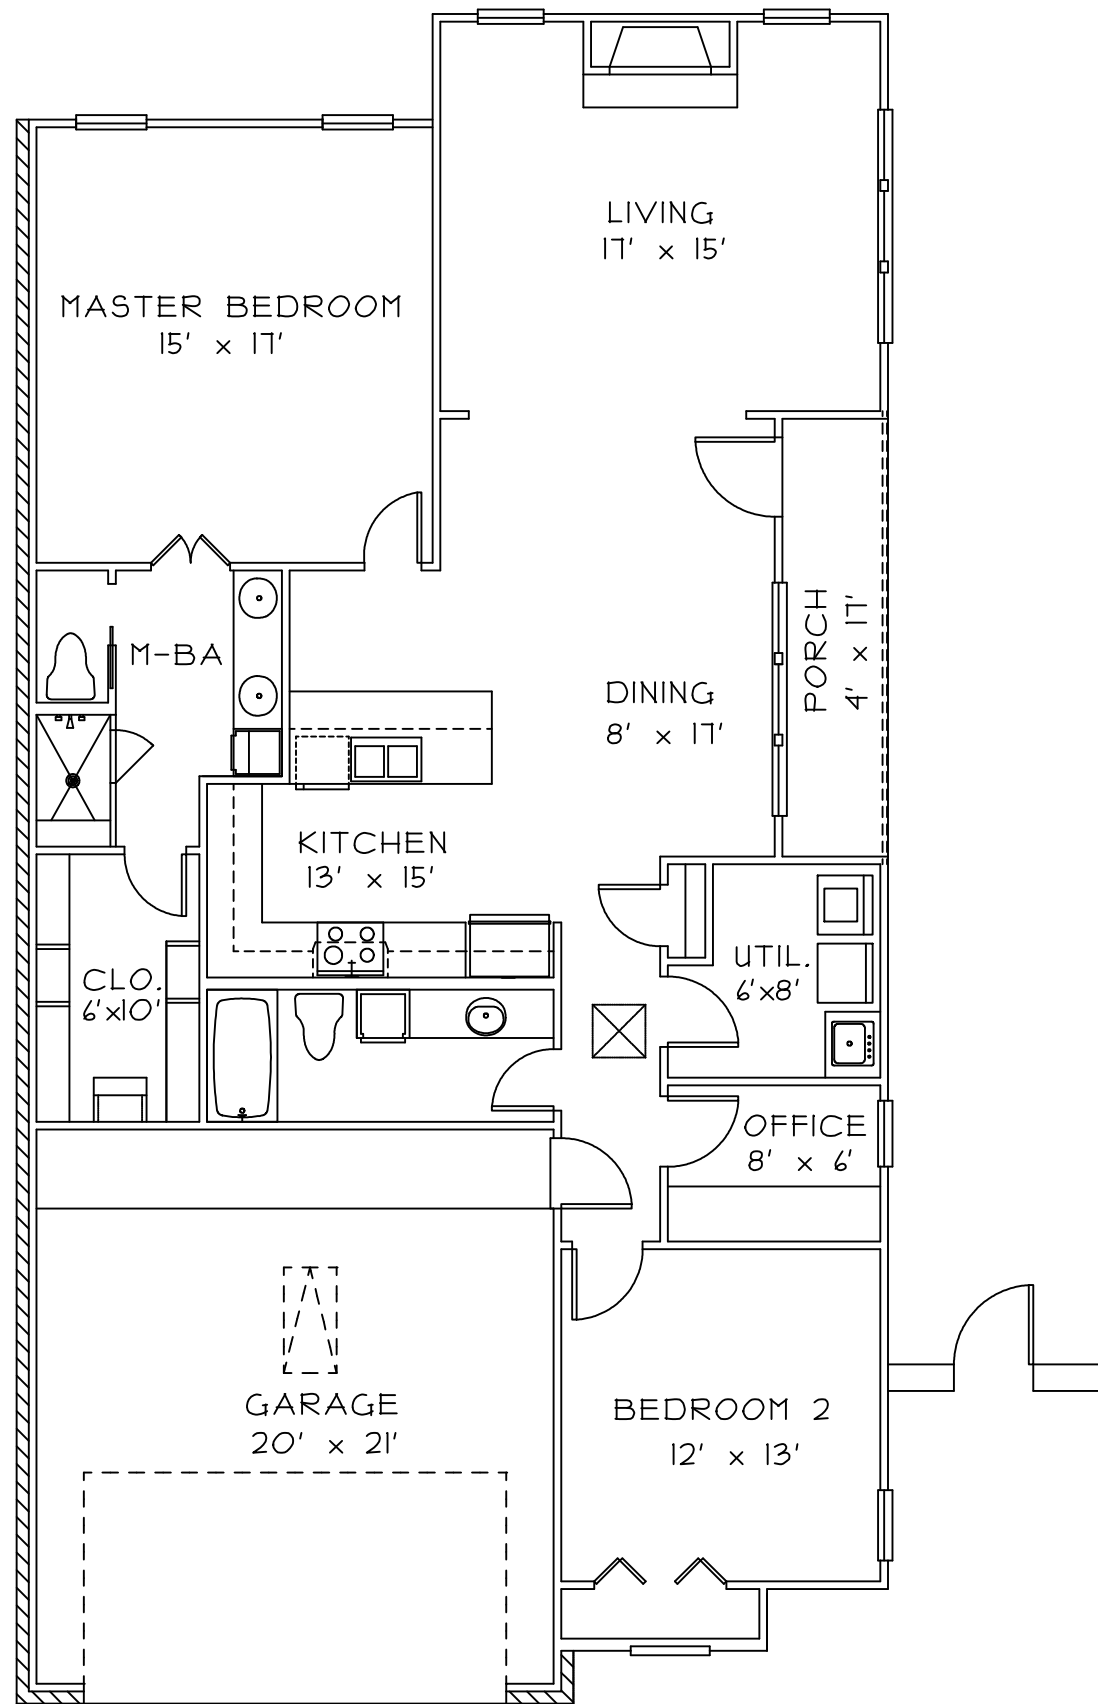 LIVING
17' x 15'
MASTER BEDROOM
15' x 17'
PORCH
4' x 17'
M-BA
DINING
8' x 17'
KITCHEN
13' x 15'
UTIL.
6'x8'
CLO.
6'x10'
OFFICE
8' x 6'
GARAGE
20' x 21'
BEDROOM 2
12' x 13'